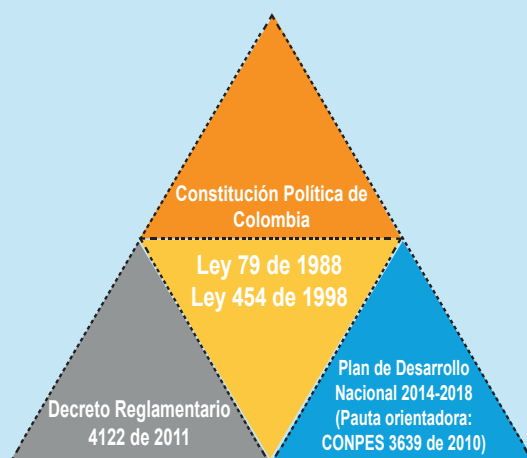 Constitución Política de
Colombia
Ley 79 de 1988
Ley 454 de 1998
Decreto Reglamentario
4122 de 2011
Plan de Desarrollo
Nacional 2014-2018
(Pauta orientadora:
CONPES 3639 de 2010)